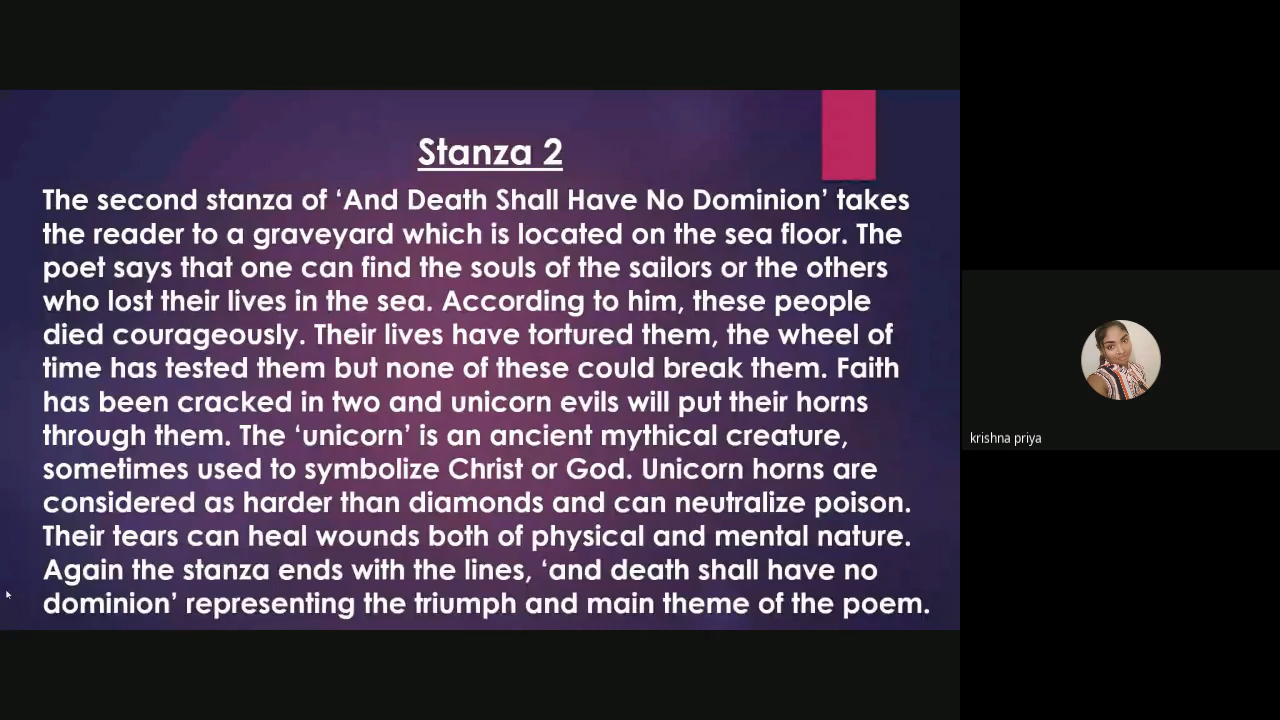 Stanza 2
The second stanza of ‘And Death Shall Have No Dominion’ takes
the reader to a graveyard which is located on the sea floor. The
poet says that one can find the souls of the sailors or the others
who lost their lives in the sea. According to him, these people
died courageously. Their lives have tortured them, the wheel of
time has tested them but none of these could break them. Faith
has been cracked in two and unicorn evils will put their horns
through them. The ‘unicorn’ is an ancient mythical creature,
sometimes used to symbolize Christ or God. Unicorn horns are
considered as harder than diamonds and can neutralize poison.
Their tears can heal wounds both of physical and mental nature.
Again the stanza ends with the lines, ‘and death shall have no
dominion’ representing the triumph and main theme of the poem.
krishna priya